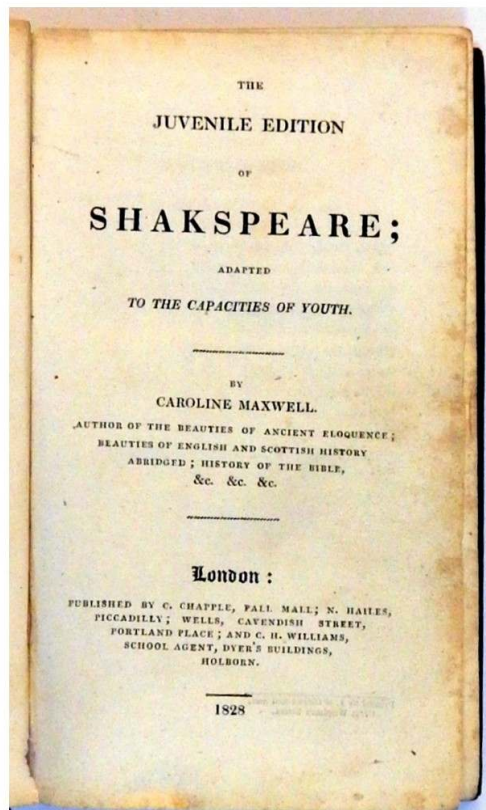 THE
JUVENILE EDITION
OF
SHAKSPEARE;
ADAPTED
TO THE CAPACITIES OF YOUTH.
BY
CAROLINE MAXWELL.
AUTHOR OF THE BEAUTIES OF ANCIENT ELOQUENCE;
BEAUTIES OF ENGLISH AND SCOTTISH HISTORY
ABRIDGED; HISTORY OF THE BIBLE,
&c. &c. &c.
London:
PUBLISHED BY C. CHAPPLE, PALL MALL; N. HAILES,
PICCADILLY; WELLS, CAVENDISH STREET,
PORTLAND PLACE; AND C. H. WILLIAMS,
SCHOOL AGENT, DYER'S BUILDINGS,
HOLBORN.
1828